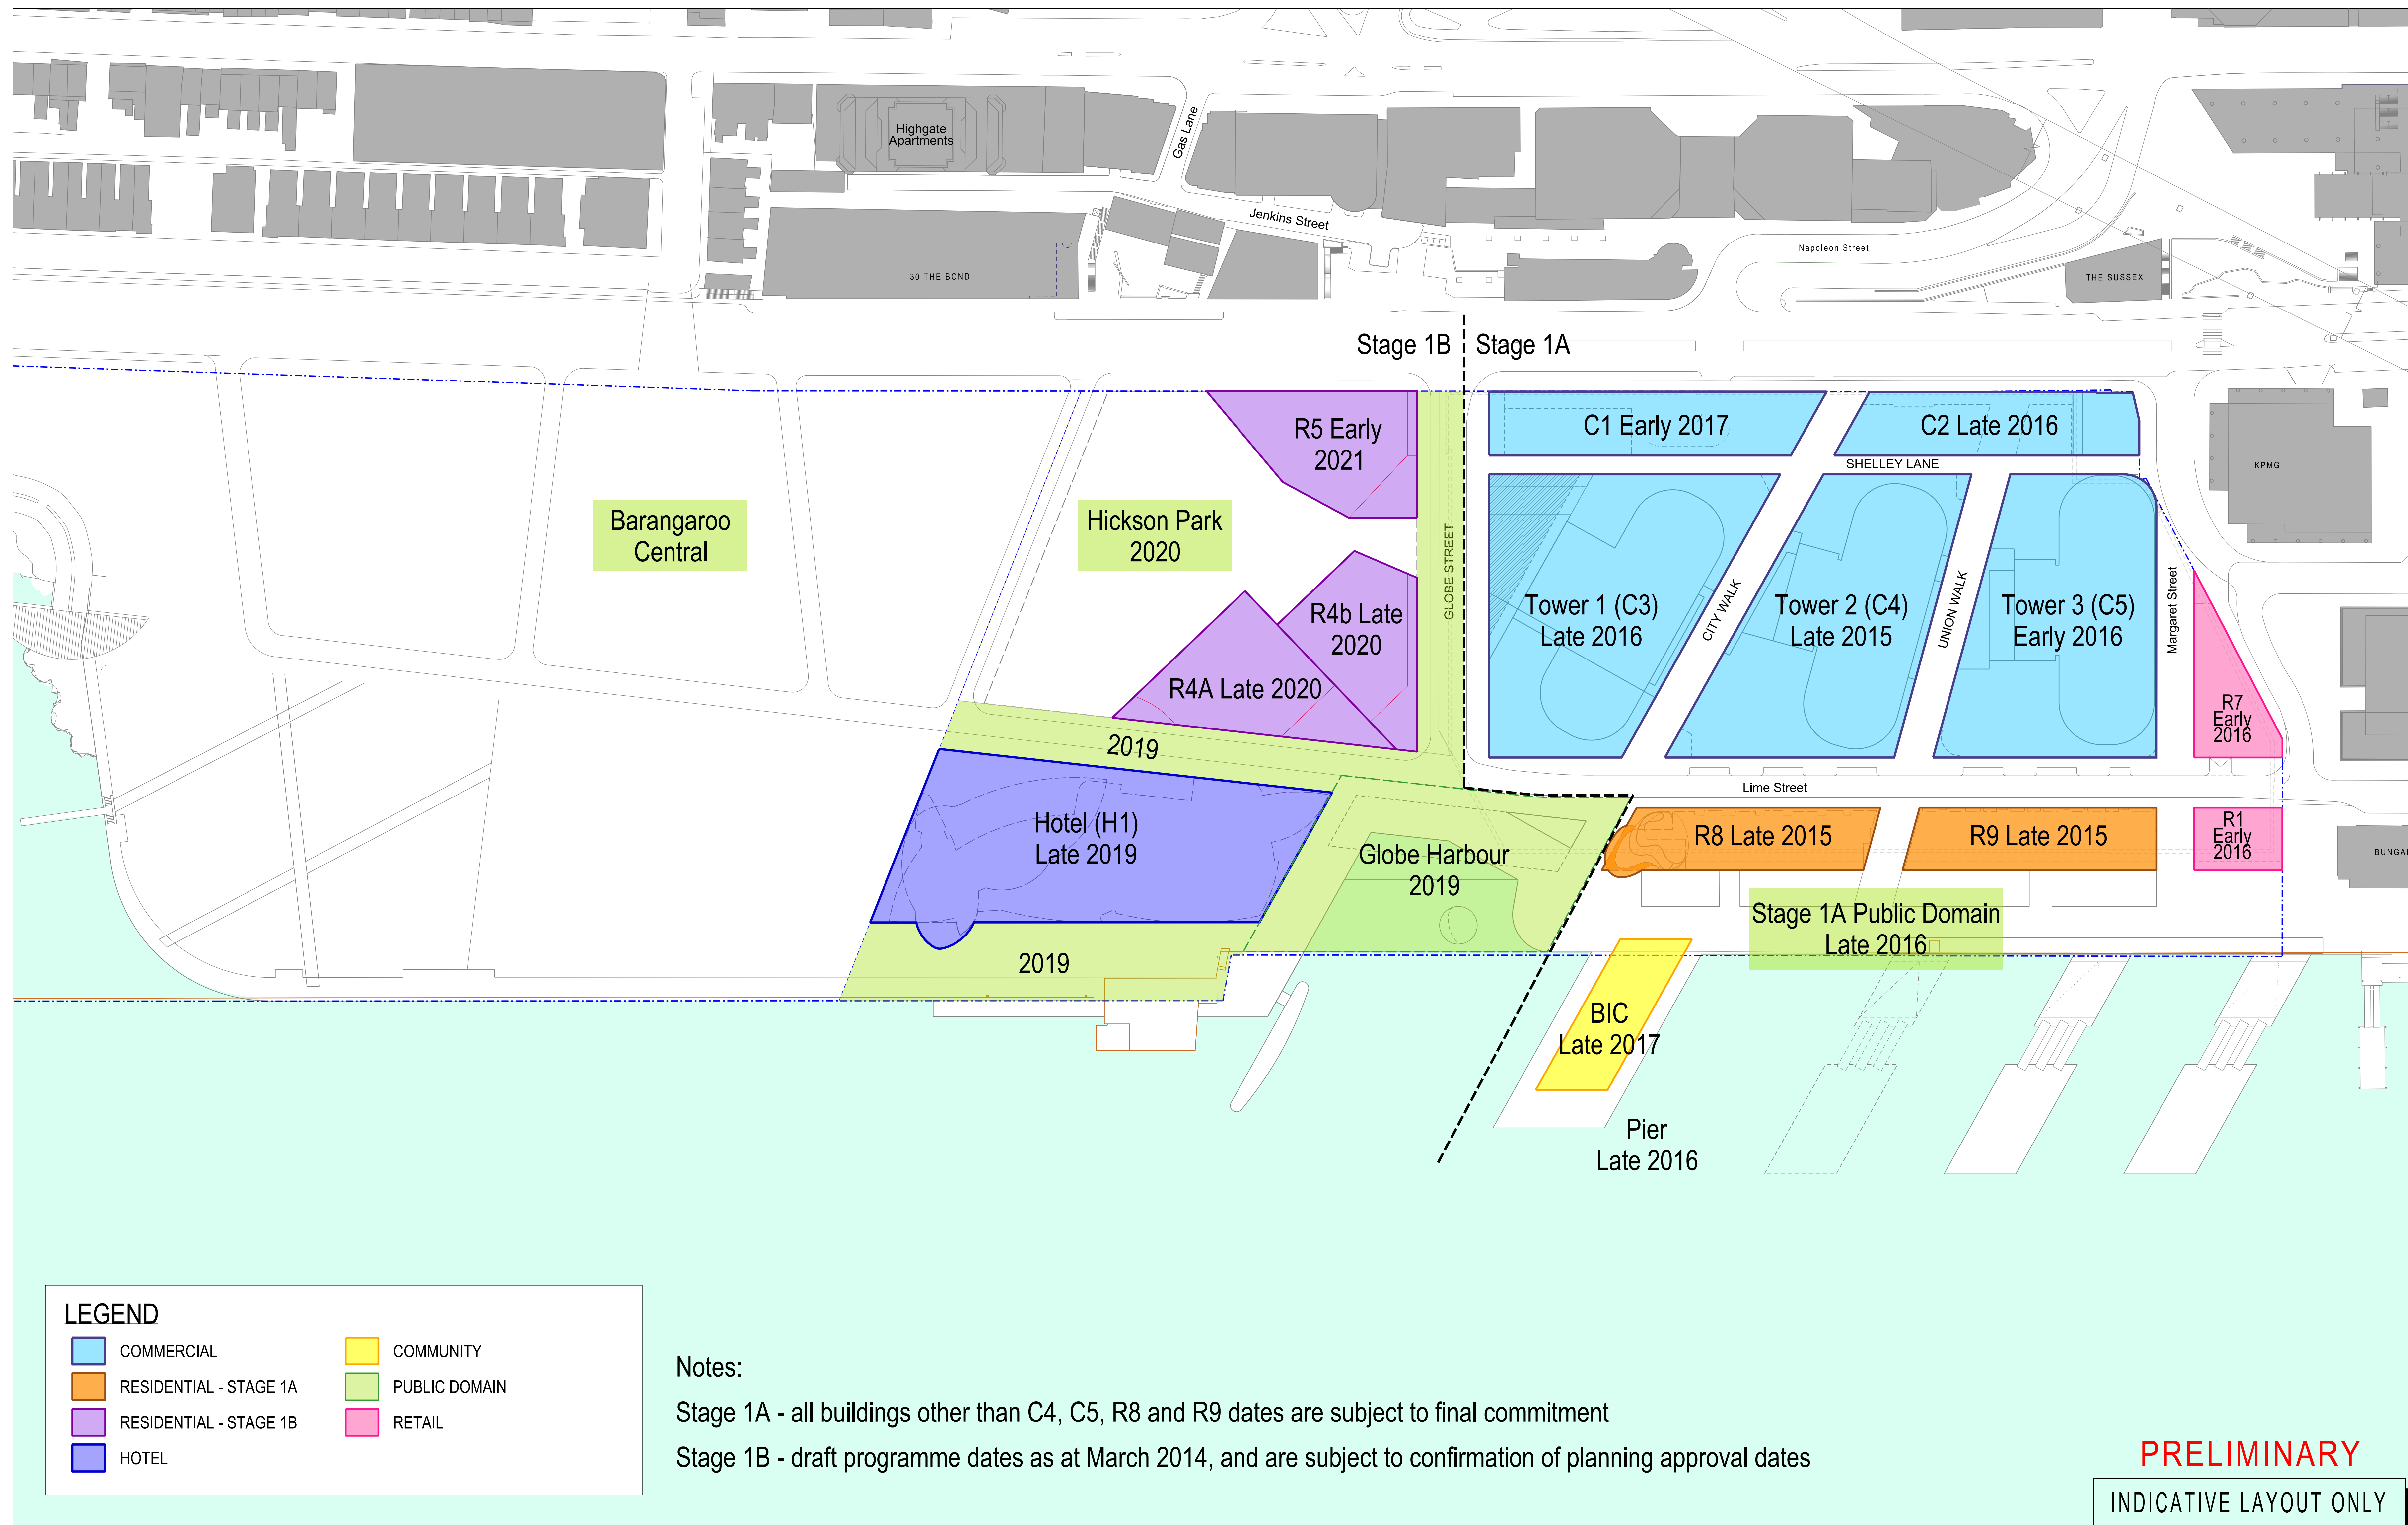 Highgate
Apartments
Gas Lane
Jenkins Street
30 THE BOND
Napoleon Street
THE SUSSEX
Stage 1B
Stage 1A
R5 Early
2021
C1 Early 2017
C2 Late 2016
SHELLEY LANE
KPMG
Barangaroo
Central
Hickson Park
2020
GLOBE STREET
R4b Late
2020
R4A Late 2020
Tower 1 (C3)
Late 2016
CITY WALK
Tower 2 (C4)
Late 2015
UNION WALK
Tower 3 (C5)
Early 2016
Margaret Street
R7
Early
2016
2019
Lime Street
Hotel (H1)
Late 2019
Globe Harbour
2019
R8 Late 2015
R9 Late 2015
R1
Early
2016
Stage 1A Public Domain
Late 2016
2019
BIC
Late 2017
Pier
Late 2016
LEGEND
COMMERCIAL
RESIDENTIAL - STAGE 1A
RESIDENTIAL - STAGE 1B
HOTEL
COMMUNITY
PUBLIC DOMAIN
RETAIL
Notes:
Stage 1A - all buildings other than C4, C5, R8 and R9 dates are subject to final commitment
Stage 1B - draft programme dates as at March 2014, and are subject to confirmation of planning approval dates
PRELIMINARY
INDICATIVE LAYOUT ONLY